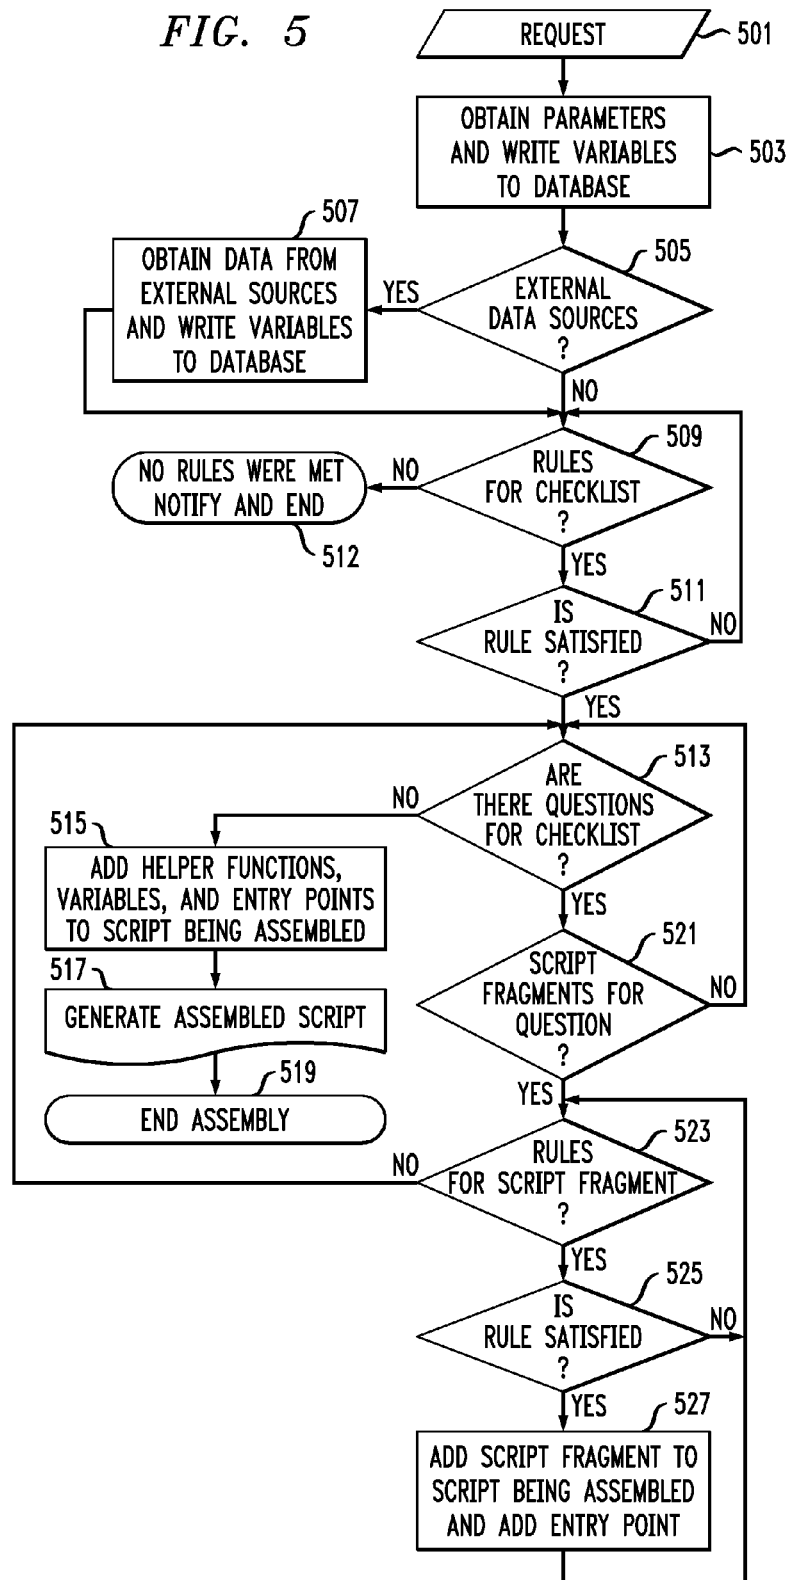 FIG. 5
REQUEST
501
OBTAIN PARAMETERS
AND WRITE VARIABLES
TO DATABASE
503
507
OBTAIN DATA FROM
EXTERNAL SOURCES
AND WRITE VARIABLES
TO DATABASE
YES
505
EXTERNAL
DATA SOURCES
?
NO
509
RULES
FOR CHECKLIST
?
NO
NO RULES WERE MET
NOTIFY AND END
512
YES
511
IS
RULE SATISFIED
?
NO
YES
513
ARE
THERE QUESTIONS
FOR CHECKLIST
?
NO
515
ADD HELPER FUNCTIONS,
VARIABLES, AND ENTRY POINTS
TO SCRIPT BEING ASSEMBLED
YES
517
GENERATE ASSEMBLED SCRIPT
519
END ASSEMBLY
521
SCRIPT
FRAGMENTS FOR
QUESTION
?
NO
YES
523
RULES
FOR SCRIPT FRAGMENT
?
NO
YES
525
IS
RULE SATISFIED
?
NO
YES
527
ADD SCRIPT FRAGMENT TO
SCRIPT BEING ASSEMBLED
AND ADD ENTRY POINT